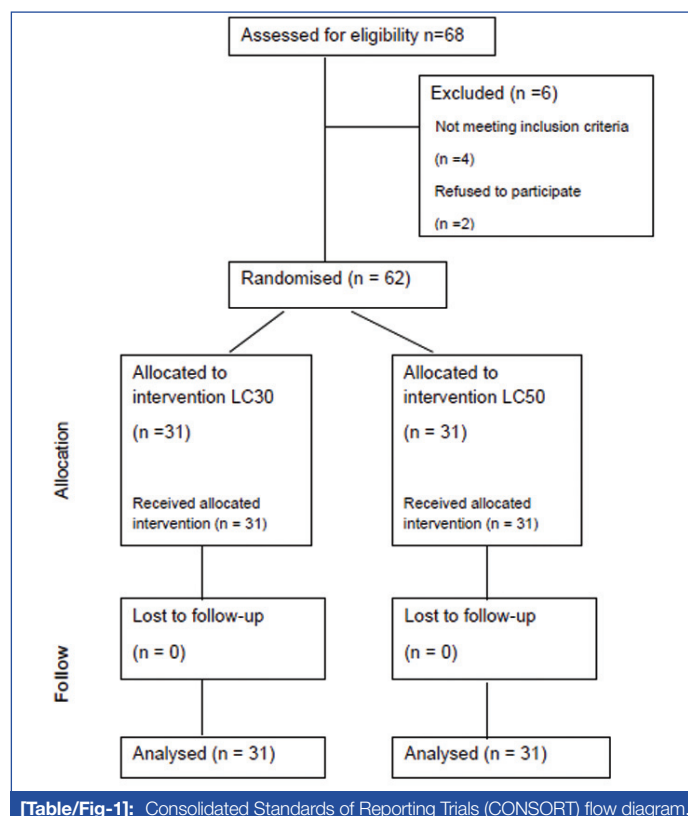 Assessed for eligibility n=68
Excluded (n =6)
Not meeting inclusion criteria
(n =4)
Refused to participate
(n =2)
Randomised (n = 62)
Allocation
Allocated to
intervention LC30
(n =31)
Received allocated
intervention (n = 31)
Allocated to
intervention LC50
(n = 31)
Received allocated
intervention (n = 31)
Follow
Lost to follow-up
(n = 0)
Lost to follow-up
(n = 0)
Analysed (n = 31)
Analysed (n = 31)
[Table/Fig-1]: Consolidated Standards of Reporting Trials (CONSORT) flow diagram.